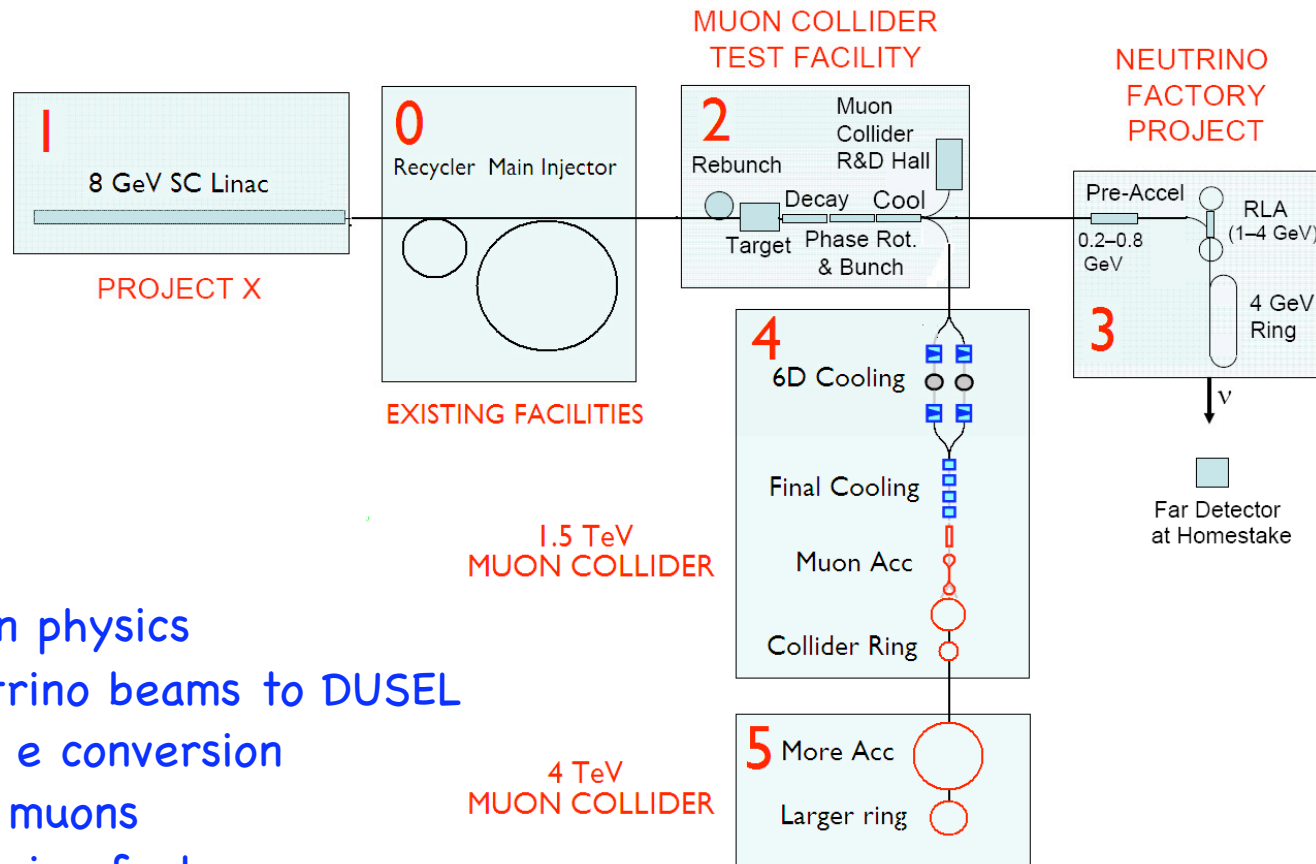 MUON COLLIDER
TEST FACILITY
NEUTRINO
FACTORY
PROJECT
1
8 GeV SC Linac
PROJECT X
0
Recycler Main Injector
EXISTING FACILITIES
2
Muon
Collider
R&D Hall
Rebunch
Decay Cool
Target Phase Rot.
& Bunch
Pre-Accel
0.2–0.8
GeV
RLA
(1–4 GeV)
4 GeV
Ring
3
ν
Far Detector
at Homestake
4
6D Cooling
Final Cooling
Muon Acc
Collider Ring
1.5 TeV
MUON COLLIDER
5
More Acc
Larger ring
4 TeV
MUON COLLIDER
n physics
trino beams to DUSEL
e conversion
muons